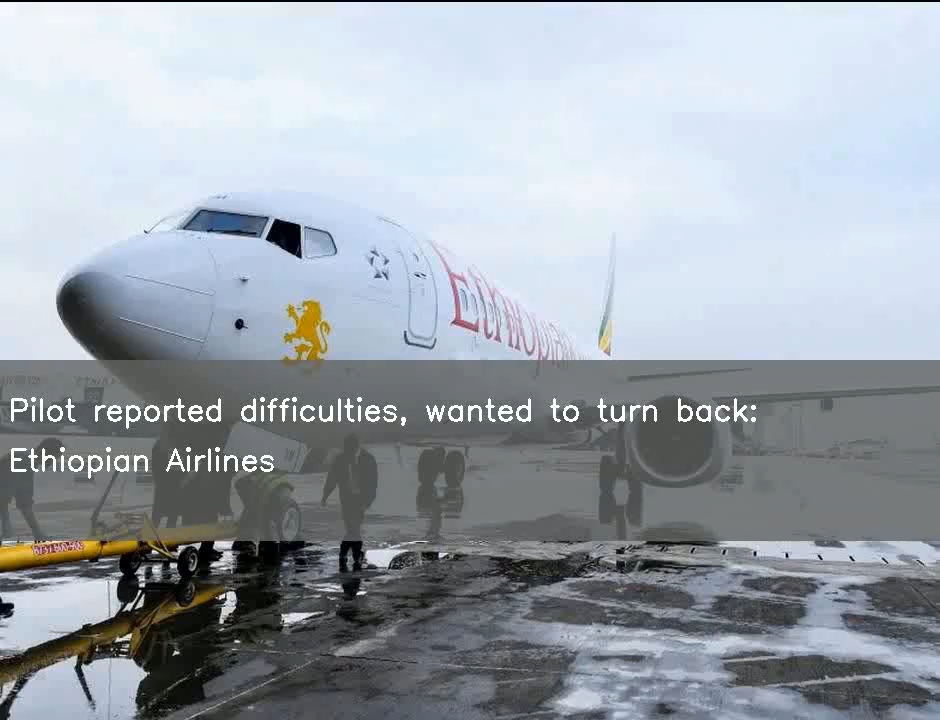 Ethiopian
Pilot reported difficulties, wanted to turn back:
Ethiopian Airlines